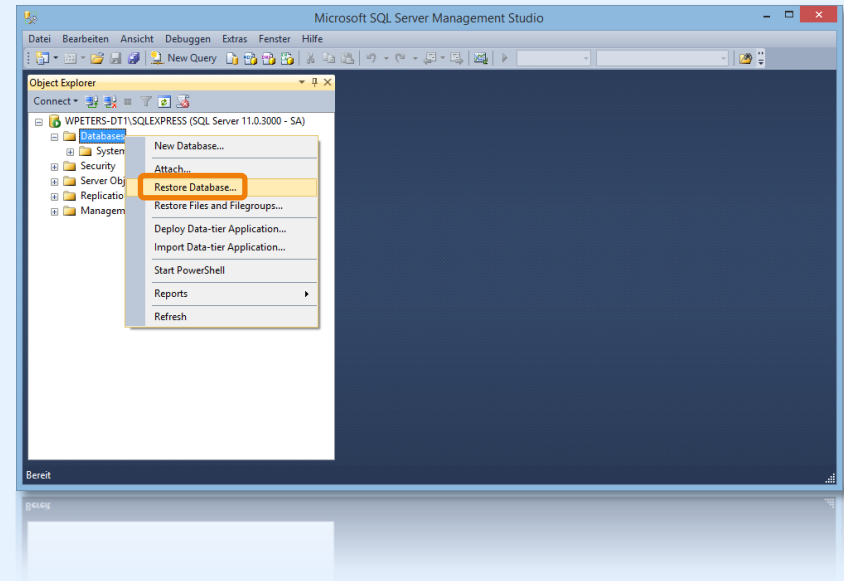 Microsoft SQL Server Management Studio
Datei Bearbeiten Ansicht Debuggen Extras Fenster Hilfe
New Query
Object Explorer
Connect
WPETERS-DT1\SQLEXPRESS (SQL Server 11.0.3000 - SA)
Databases
System
Security
Server Obj
Replicatio
Managem
New Database...
Attach...
Restore Database...
Restore Files and Filegroups...
Deploy Data-tier Application...
Import Data-tier Application...
Start PowerShell
Reports
Refresh
Bereit
Bereit